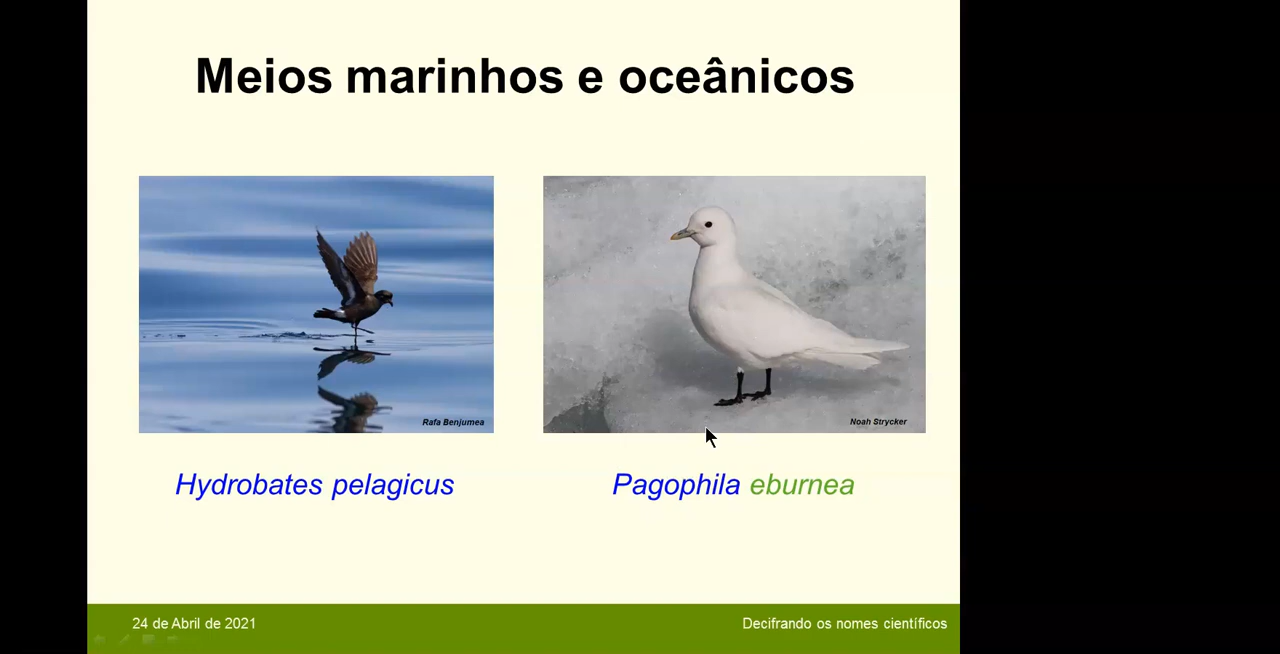 Meios marinhos e oceânicos
Rafa Benjumea
Noah Strycker
Hydrobates pelagicus
Pagophila eburnea
24 de Abril de 2021
Decifrando os nomes científicos